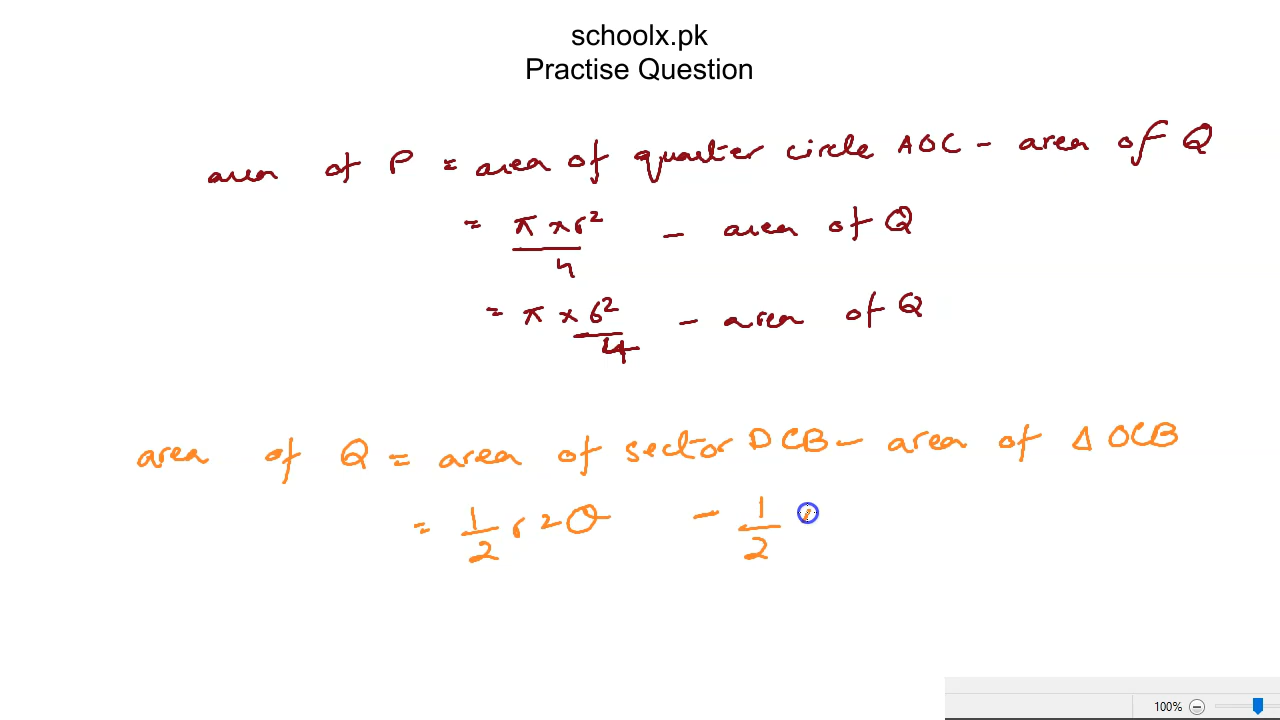 schoolx.pk
Practise Question
area of P = area of quarter circle AOC - area of Q
= π × r² / 4 - area of Q
= π × 6² / 4 - area of Q
area of Q = area of sector DCB - area of Δ OCB
= 1/2 r 2 θ - 1/2
100%